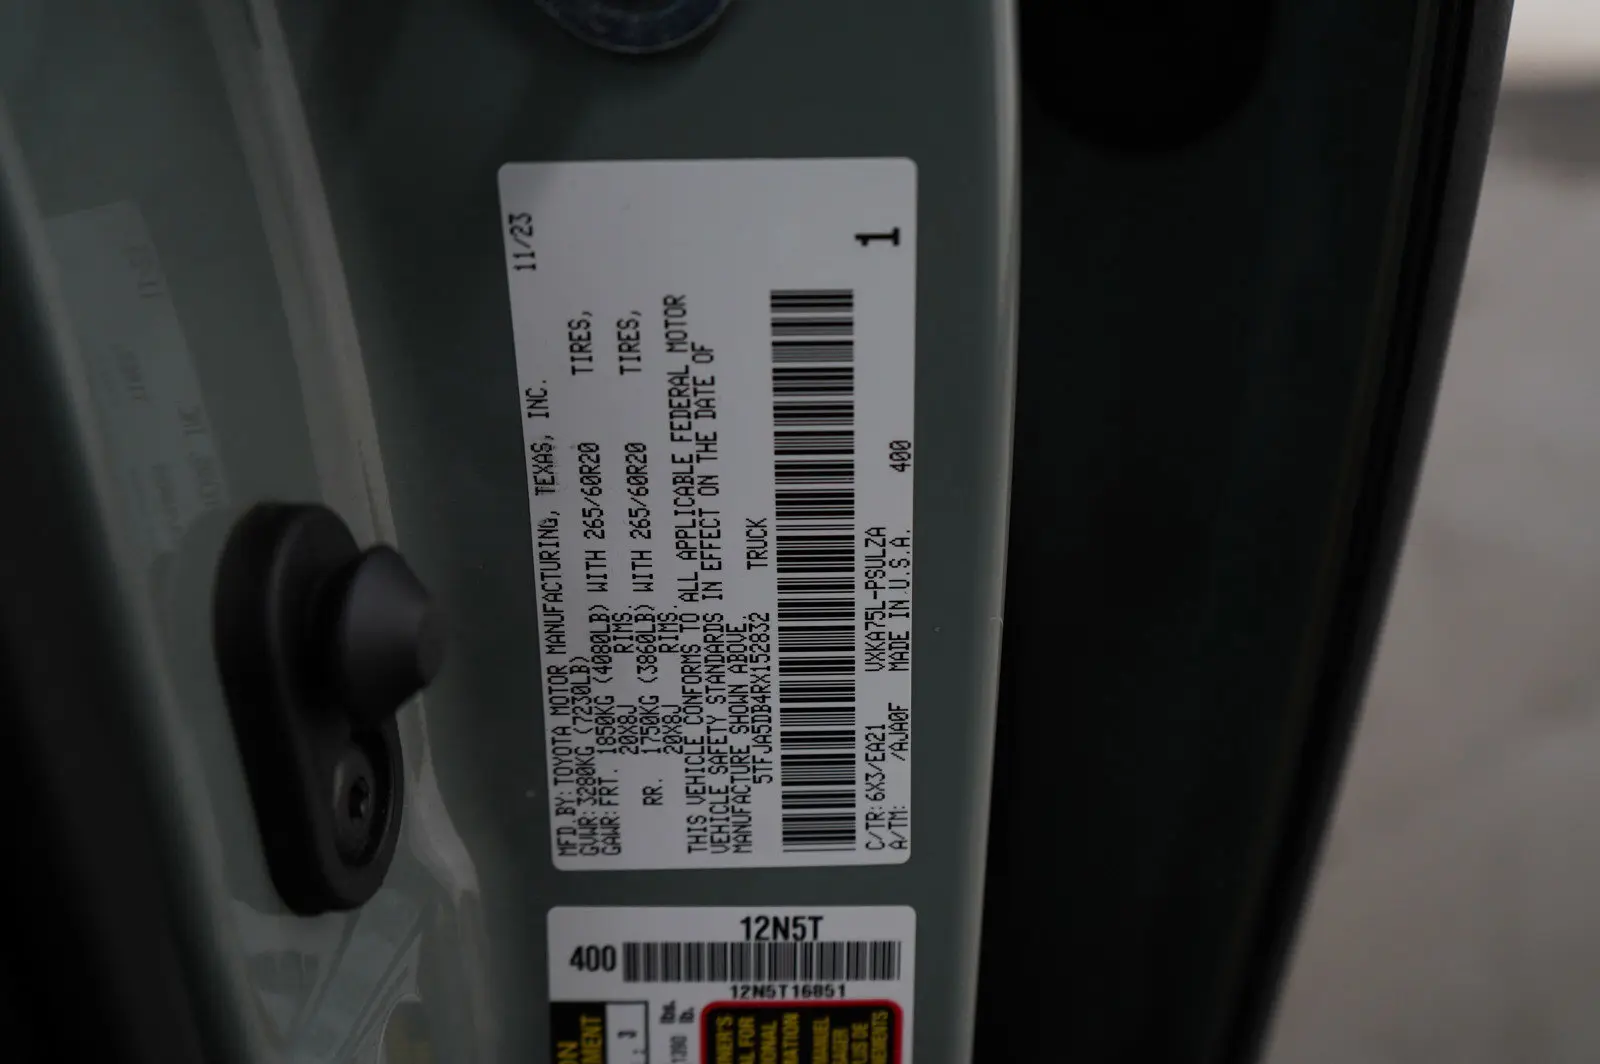 MFD.BY:TOYOTA MOTOR MANUFACTURING, TEXAS, INC. 11/23
GVWR:3280KG (7230LB)
GAWR:FRT. 1850KG (4080LB) WITH 265/60R20 TIRES,
20X8J RIMS.
RR. 1750KG (3860LB) WITH 265/60R20 TIRES,
20X8J RIMS.
THIS VEHICLE CONFORMS TO ALL APPLICABLE FEDERAL MOTOR
VEHICLE SAFETY STANDARDS IN EFFECT ON THE DATE OF
MANUFACTURE SHOWN ABOVE.
5TFJA5DB4RX152832 TRUCK
1
C/TR:6X3/EA21 VXKA75L-PSULZA
A/TM: /AJA0F MADE IN U.S.A. 400
12N5T
400
12N5T16851